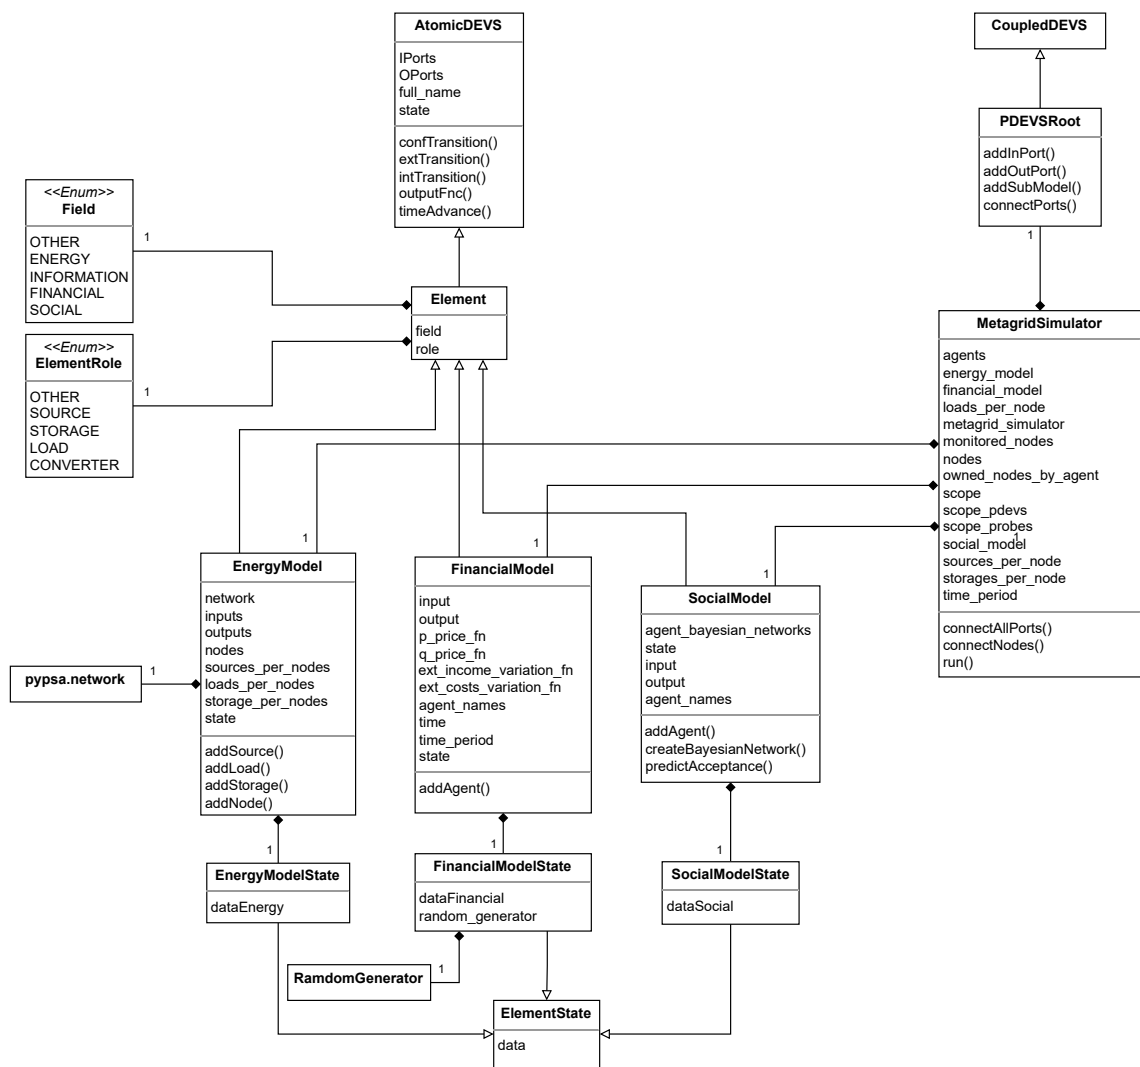 AtomicDEVS
IPorts
OPorts
full_name
state
confTransition()
extTransition()
intTransition()
outputFnc()
timeAdvance()
CoupledDEVS
PDEVSRoot
addInPort()
addOutPort()
addSubModel()
connectPorts()
1
<<Enum>>
Field
OTHER
ENERGY
INFORMATION
FINANCIAL
SOCIAL
1
<<Enum>>
ElementRole
OTHER
SOURCE
STORAGE
LOAD
CONVERTER
1
Element
field
role
MetagridSimulator
agents
energy_model
financial_model
loads_per_node
metagrid_simulator
monitored_nodes
nodes
owned_nodes_by_agent
scope
scope_pdevs
scope_probes
social_model
1
sources_per_node
storages_per_node
time_period
connectAllPorts()
connectNodes()
run()
1
EnergyModel
network
inputs
outputs
nodes
sources_per_nodes
loads_per_nodes
storage_per_nodes
state
addSource()
addLoad()
addStorage()
addNode()
1
FinancialModel
input
output
p_price_fn
q_price_fn
ext_income_variation_fn
ext_costs_variation_fn
agent_names
time
time_period
state
addAgent()
1
SocialModel
agent_bayesian_networks
state
input
output
agent_names
addAgent()
createBayesianNetwork()
predictAcceptance()
pypsa.network
1
1
EnergyModelState
dataEnergy
1
FinancialModelState
dataFinancial
random_generator
1
SocialModelState
dataSocial
RamdomGenerator
1
ElementState
data